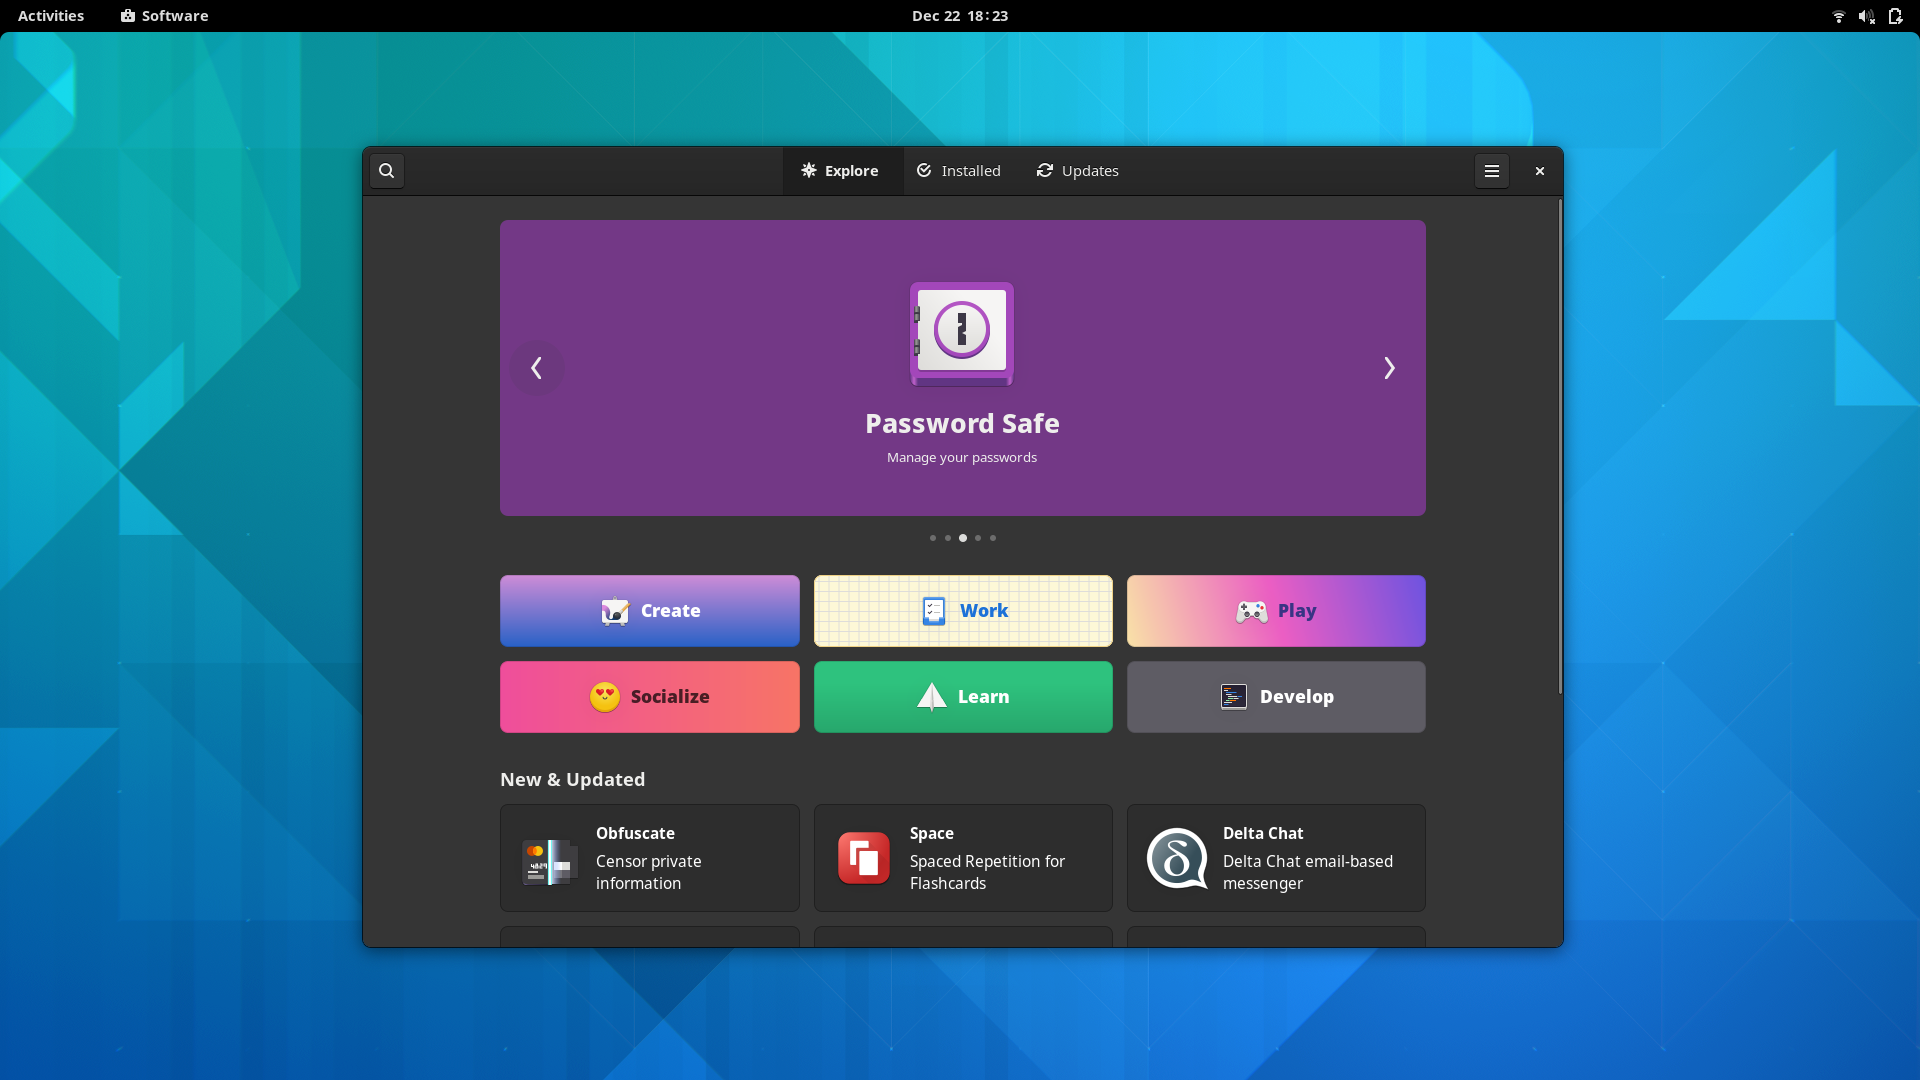 Activities
Software
Dec 22 18:23
Explore
Installed
Updates
Password Safe
Manage your passwords
Create
Work
Play
Socialize
Learn
Develop
New & Updated
Obfuscate
Censor private
information
Space
Spaced Repetition for
Flashcards
Delta Chat
Delta Chat email-based
messenger